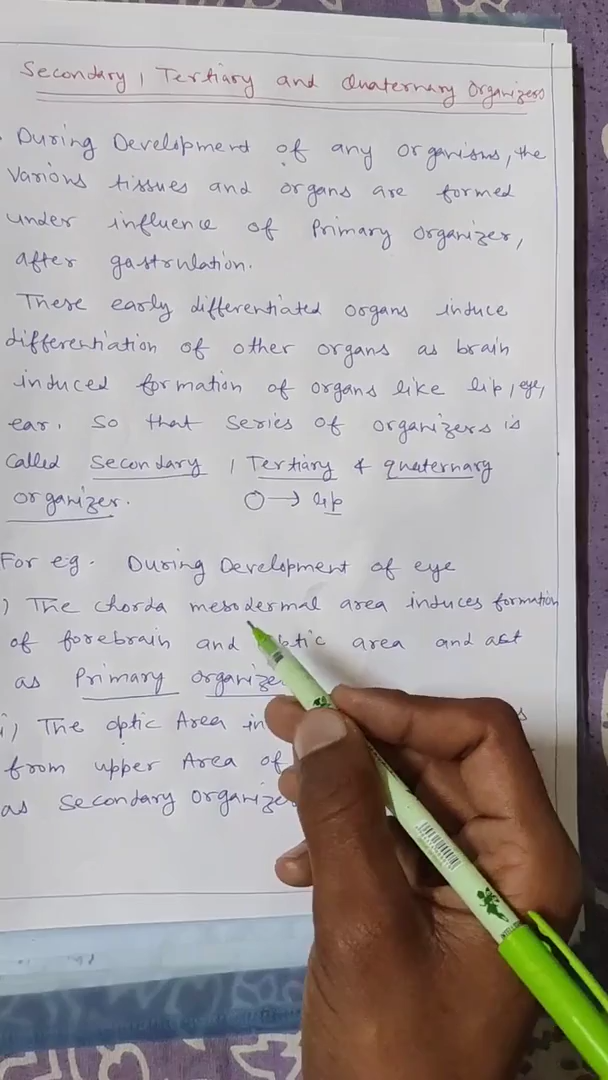 Secondary, Tertiary and Quaternary Organizers
During Development of any organisms, the
various tissues and organs are formed
under influence of Primary Organizer,
after gastrulation.
These early differentiated organs induce
differentiation of other organs as brain
induced formation of organs like lip, eye,
ear. So that series of organizers is
called Secondary, Tertiary & quaternary
organizer. O → lip
For eg. During Development of eye
) The chorda mesodermal area induces formation
of forebrain and area and act
as Primary
i) The optic Area
from upper Area of
as Secondary